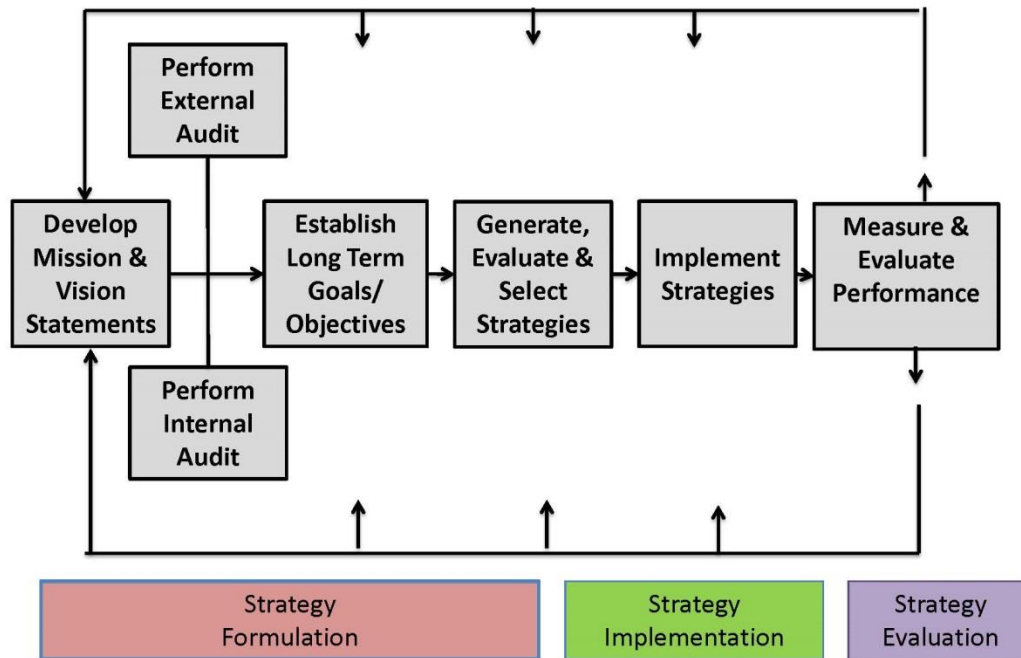 Perform
External
Audit
Develop
Mission &
Vision
Statements
Establish
Long Term
Goals/
Objectives
Generate,
Evaluate &
Select
Strategies
Implement
Strategies
Measure &
Evaluate
Performance
Perform
Internal
Audit
Strategy
Formulation
Strategy
Implementation
Strategy
Evaluation